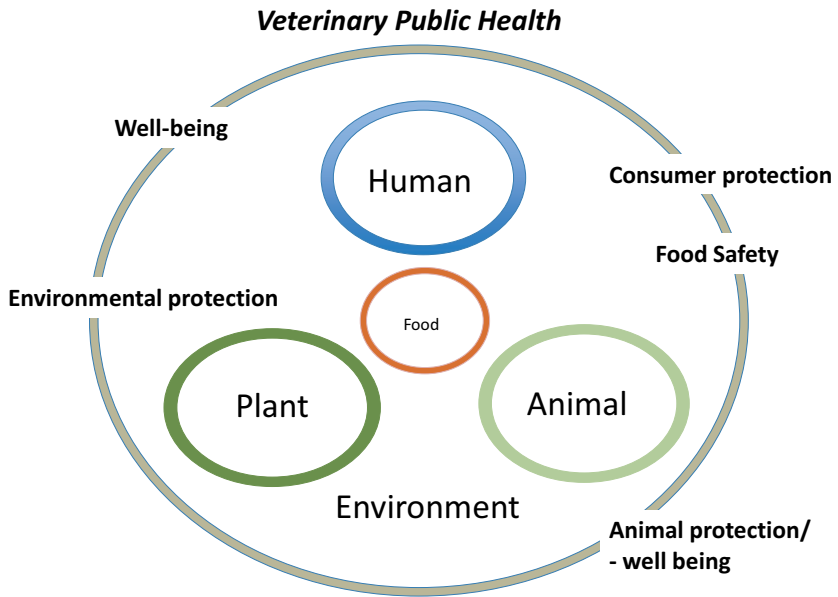 Veterinary Public Health
Well-being
Human
Consumer protection
Food Safety
Environmental protection
Food
Plant
Animal
Environment
Animal protection/
- well being